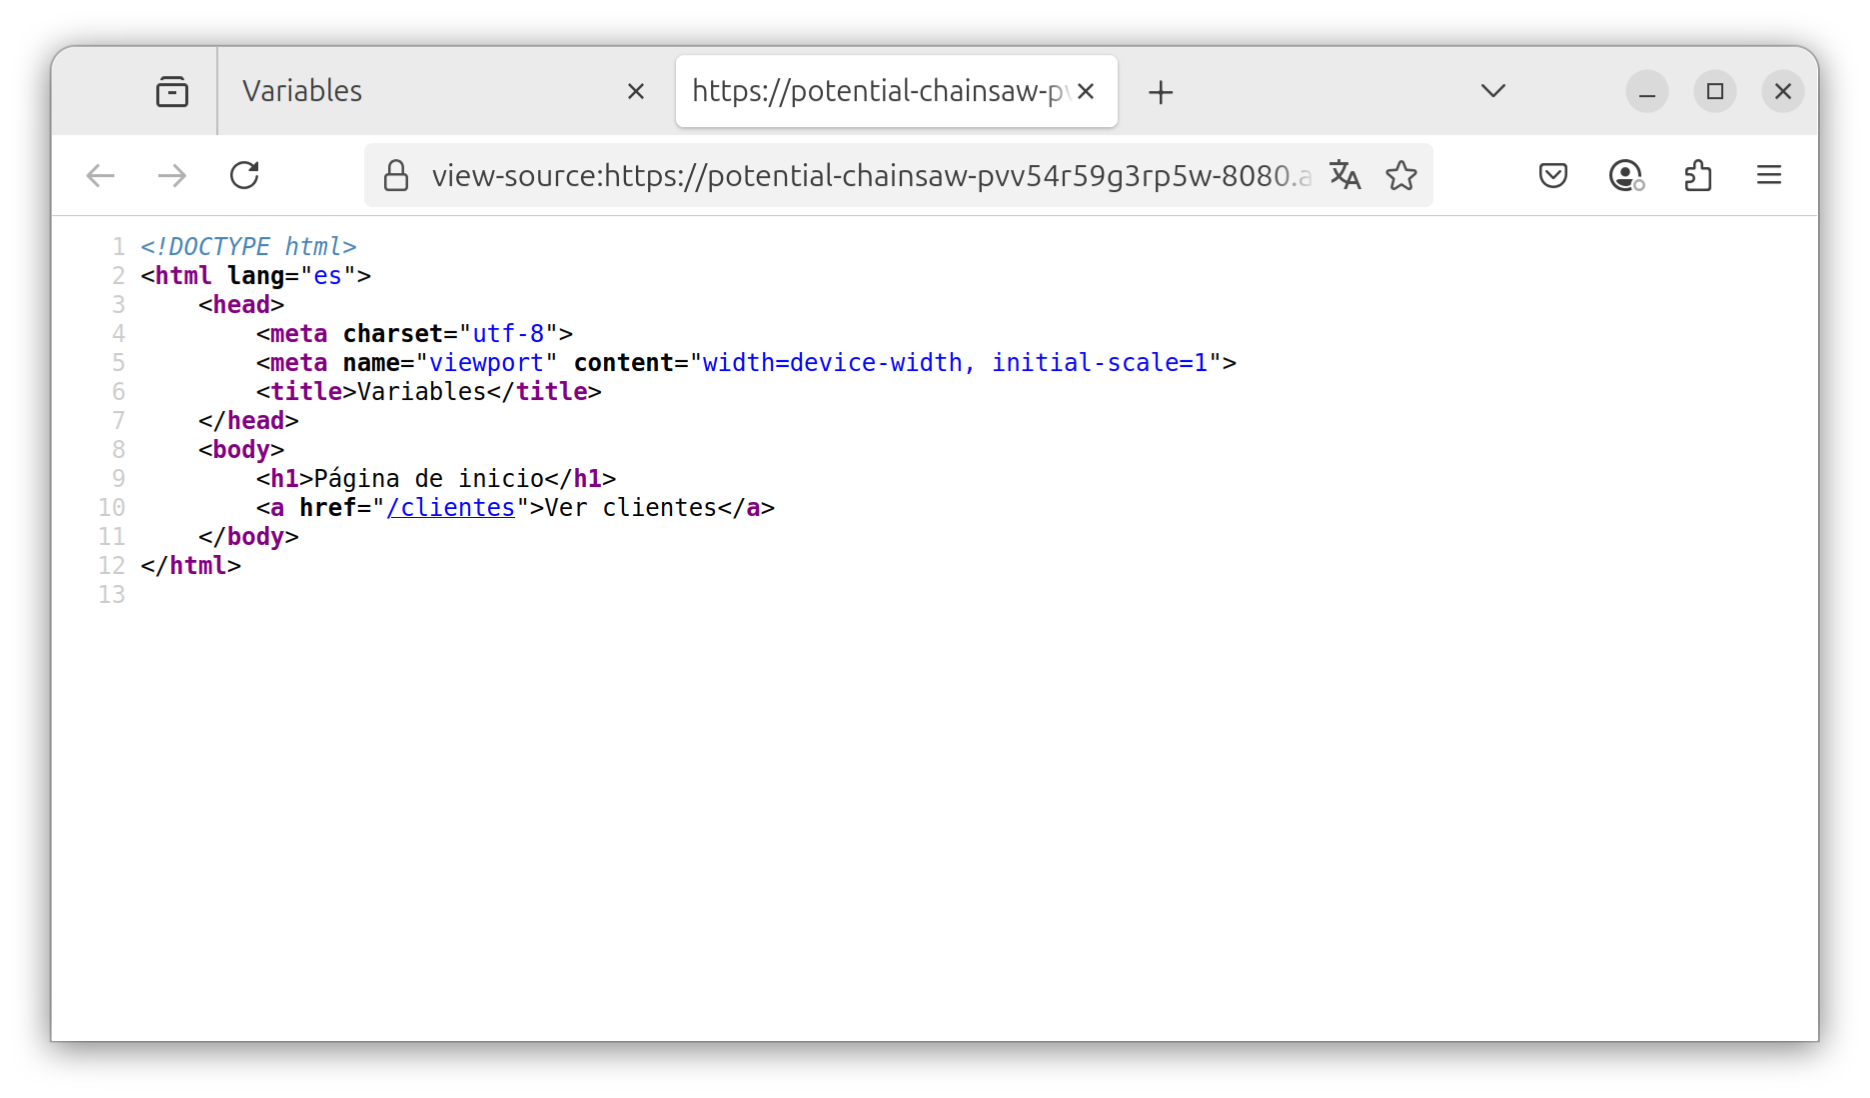 Variables
https://potential-chainsaw-pv
view-source:https://potential-chainsaw-pvv54r59g3rp5w-8080.a
1 <!DOCTYPE html>
2 <html lang="es">
3     <head>
4         <meta charset="utf-8">
5         <meta name="viewport" content="width=device-width, initial-scale=1">
6         <title>Variables</title>
7     </head>
8     <body>
9         <h1>Página de inicio</h1>
10         <a href="/clientes">Ver clientes</a>
11     </body>
12 </html>
13